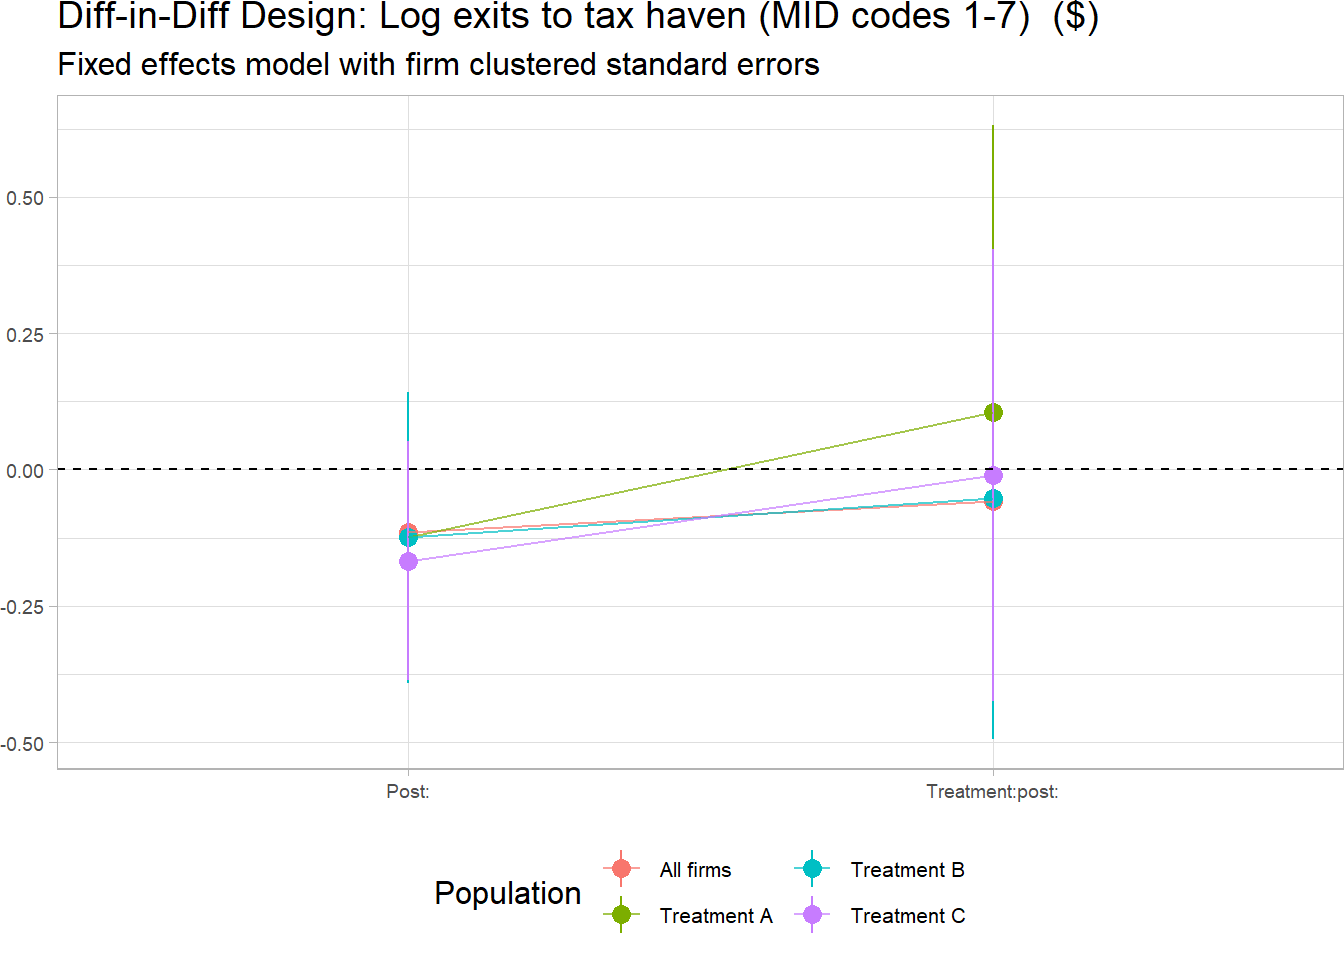 Diff-in-Diff Design: Log exits to tax haven (MID codes 1-7)  ($)
Fixed effects model with firm clustered standard errors
0.50
0.25
0.00
-0.25
-0.50
Post:
Treatment:post:
Population
All firms
Treatment B
Treatment A
Treatment C